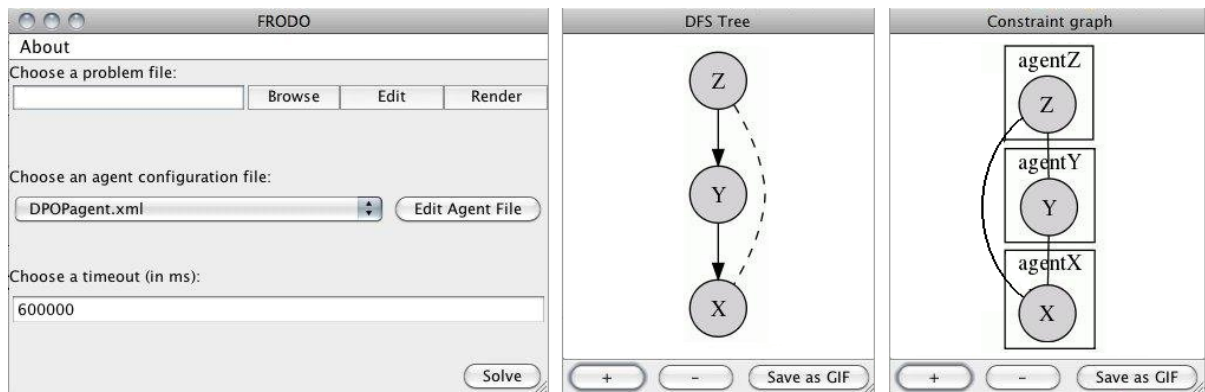 FRODO
About
Choose a problem file:
Browse Edit Render
Choose an agent configuration file:
DPOPagent.xml Edit Agent File
Choose a timeout (in ms):
600000
Solve
DFS Tree
Z
Y
X
+ - Save as GIF
Constraint graph
agentZ
Z
agentY
Y
agentX
X
+ - Save as GIF